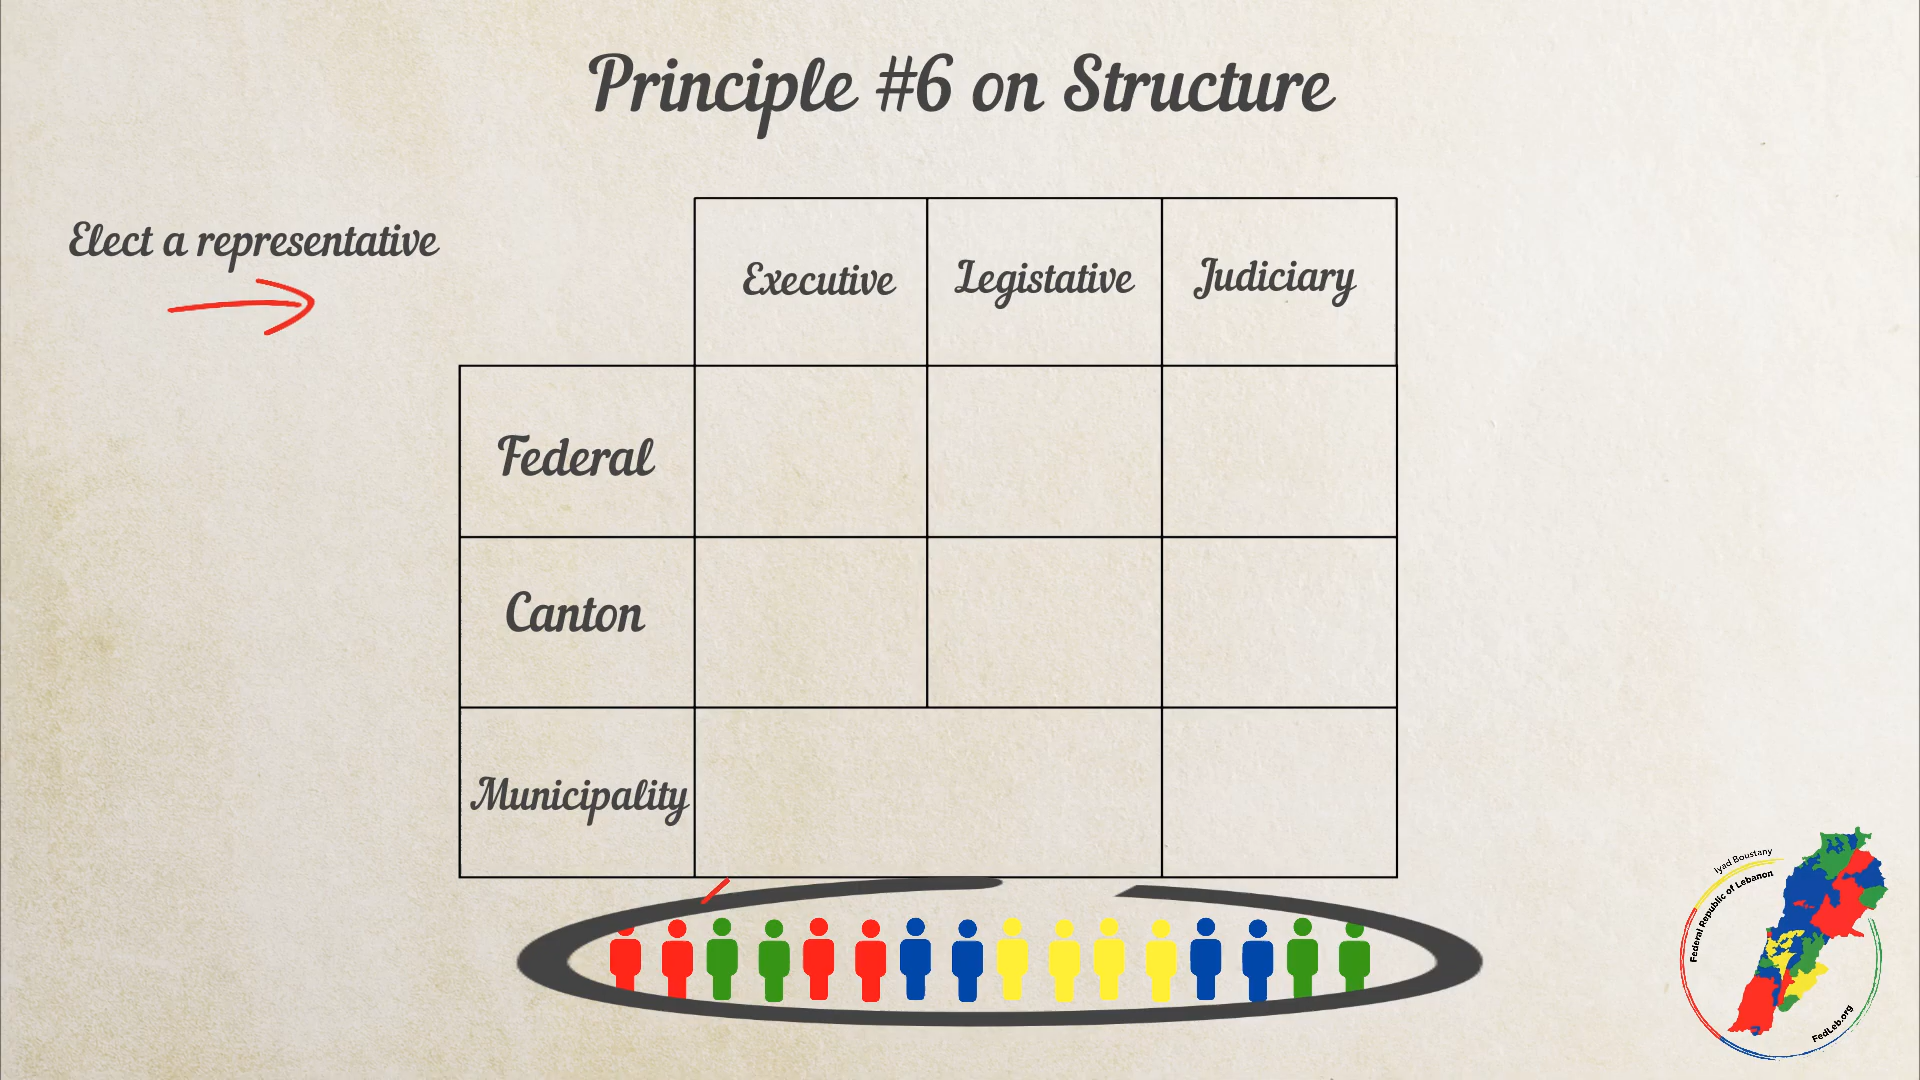 Principle #6 on Structure
Elect a representative
Executive
Legistative
Judiciary
Federal
Canton
Municipality
Iyad Boustany
Federal Republic of Lebanon
FedLeb.org